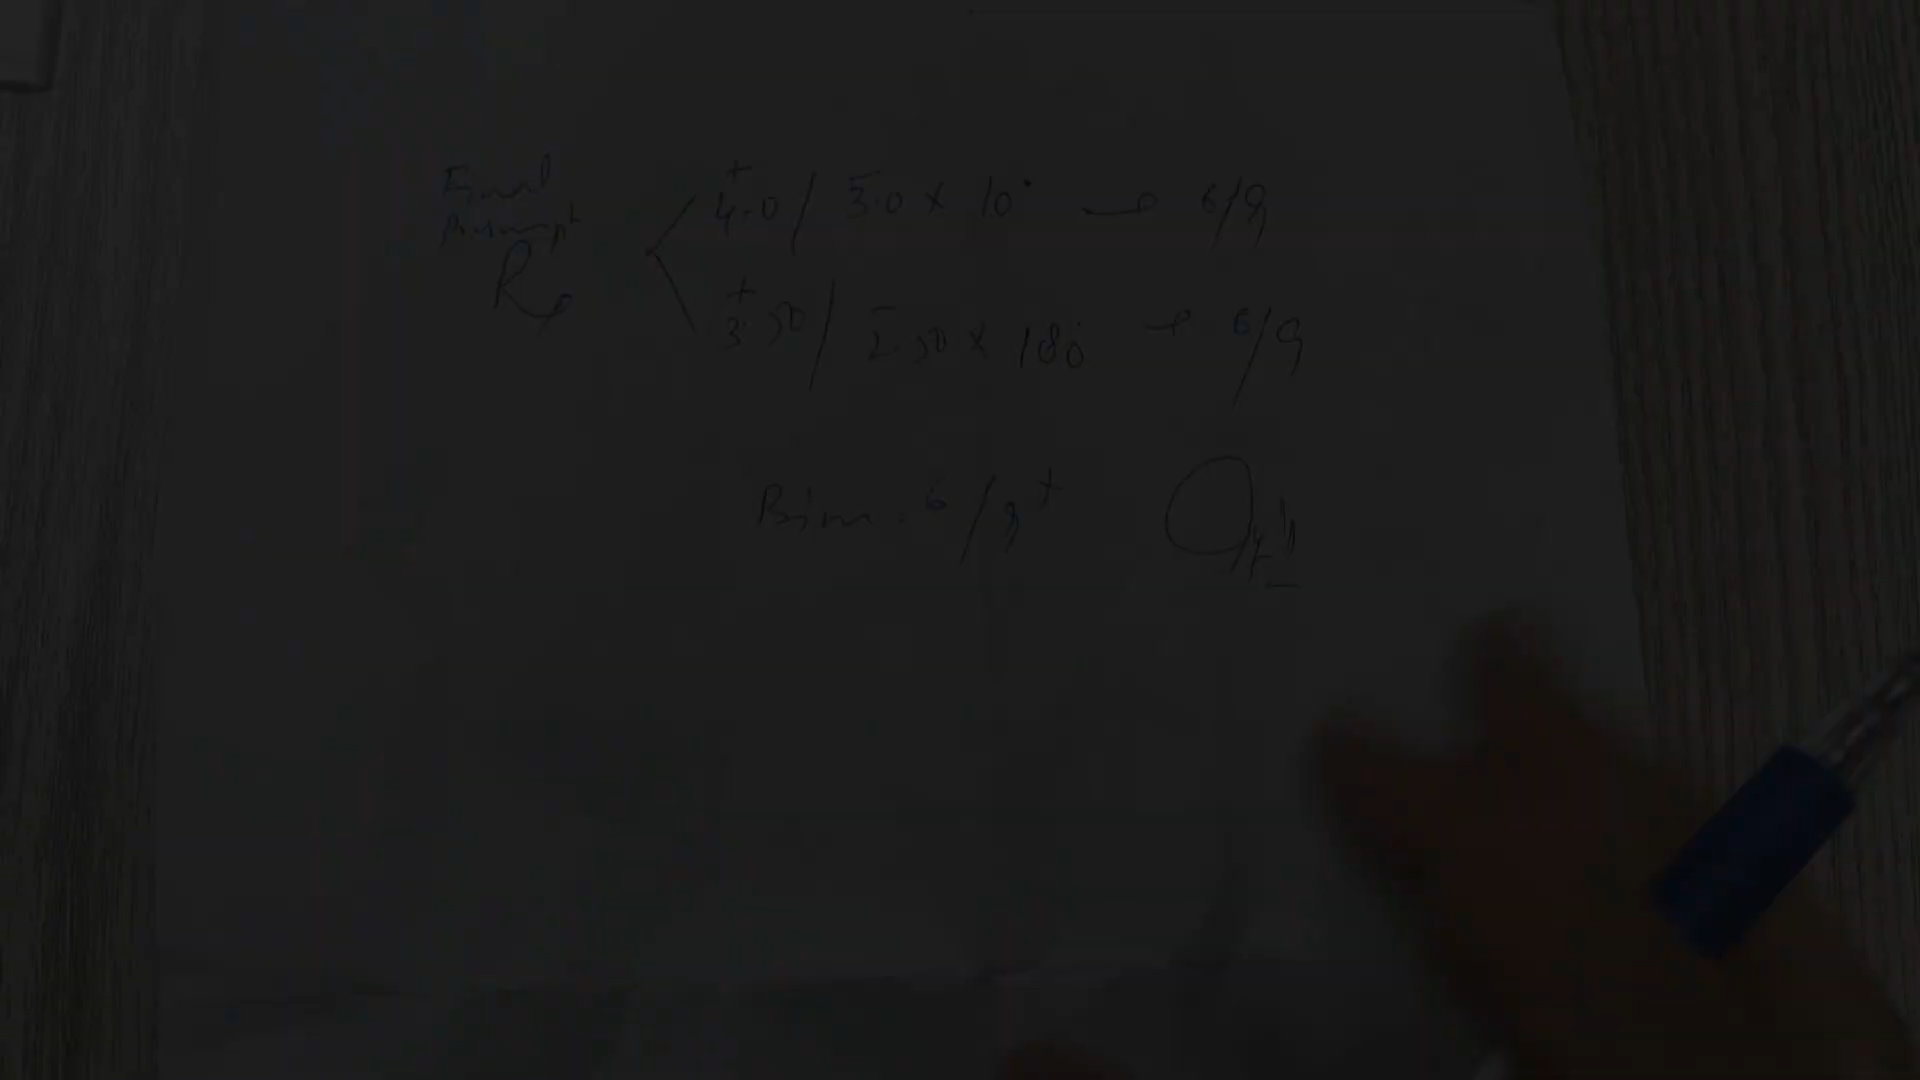 Final
Prescript
Rx
+4.0 / -3.0 x 10° → 6/9
+3.50 / -2.50 x 180° → 6/9
Bin. 6/9+